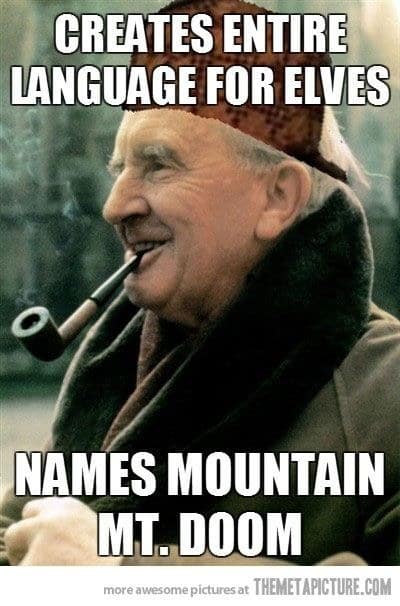 CREATES ENTIRE
LANGUAGE FOR ELVES
NAMES MOUNTAIN
MT. DOOM
more awesome pictures at THEMETAPICTURE.COM